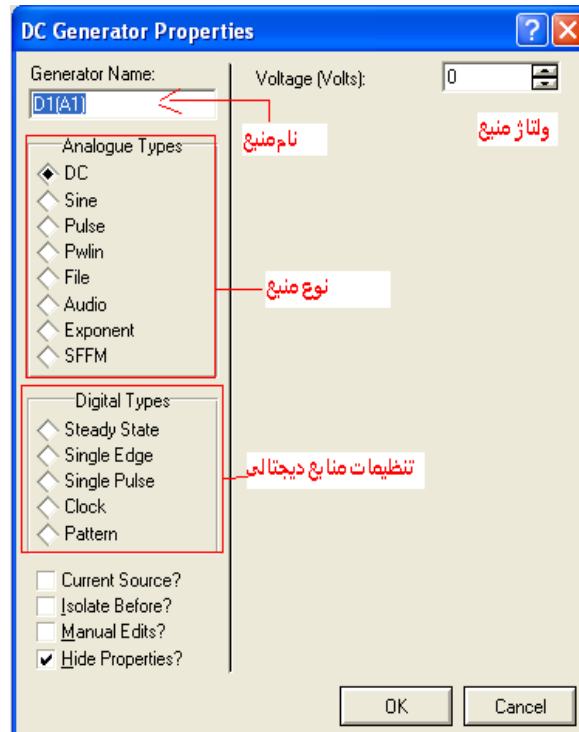 DC Generator Properties
Generator Name:
D1(A1)
نام منبع
Analogue Types
DC
Sine
Pulse
Pwlin
File
Audio
Exponent
SFFM
نوع منبع
Digital Types
Steady State
Single Edge
Single Pulse
Clock
Pattern
تنظیمات منابع دیجتالی
Current Source?
Isolate Before?
Manual Edits?
Hide Properties?
Voltage (Volts):
0
ولتاژ منبع
OK
Cancel